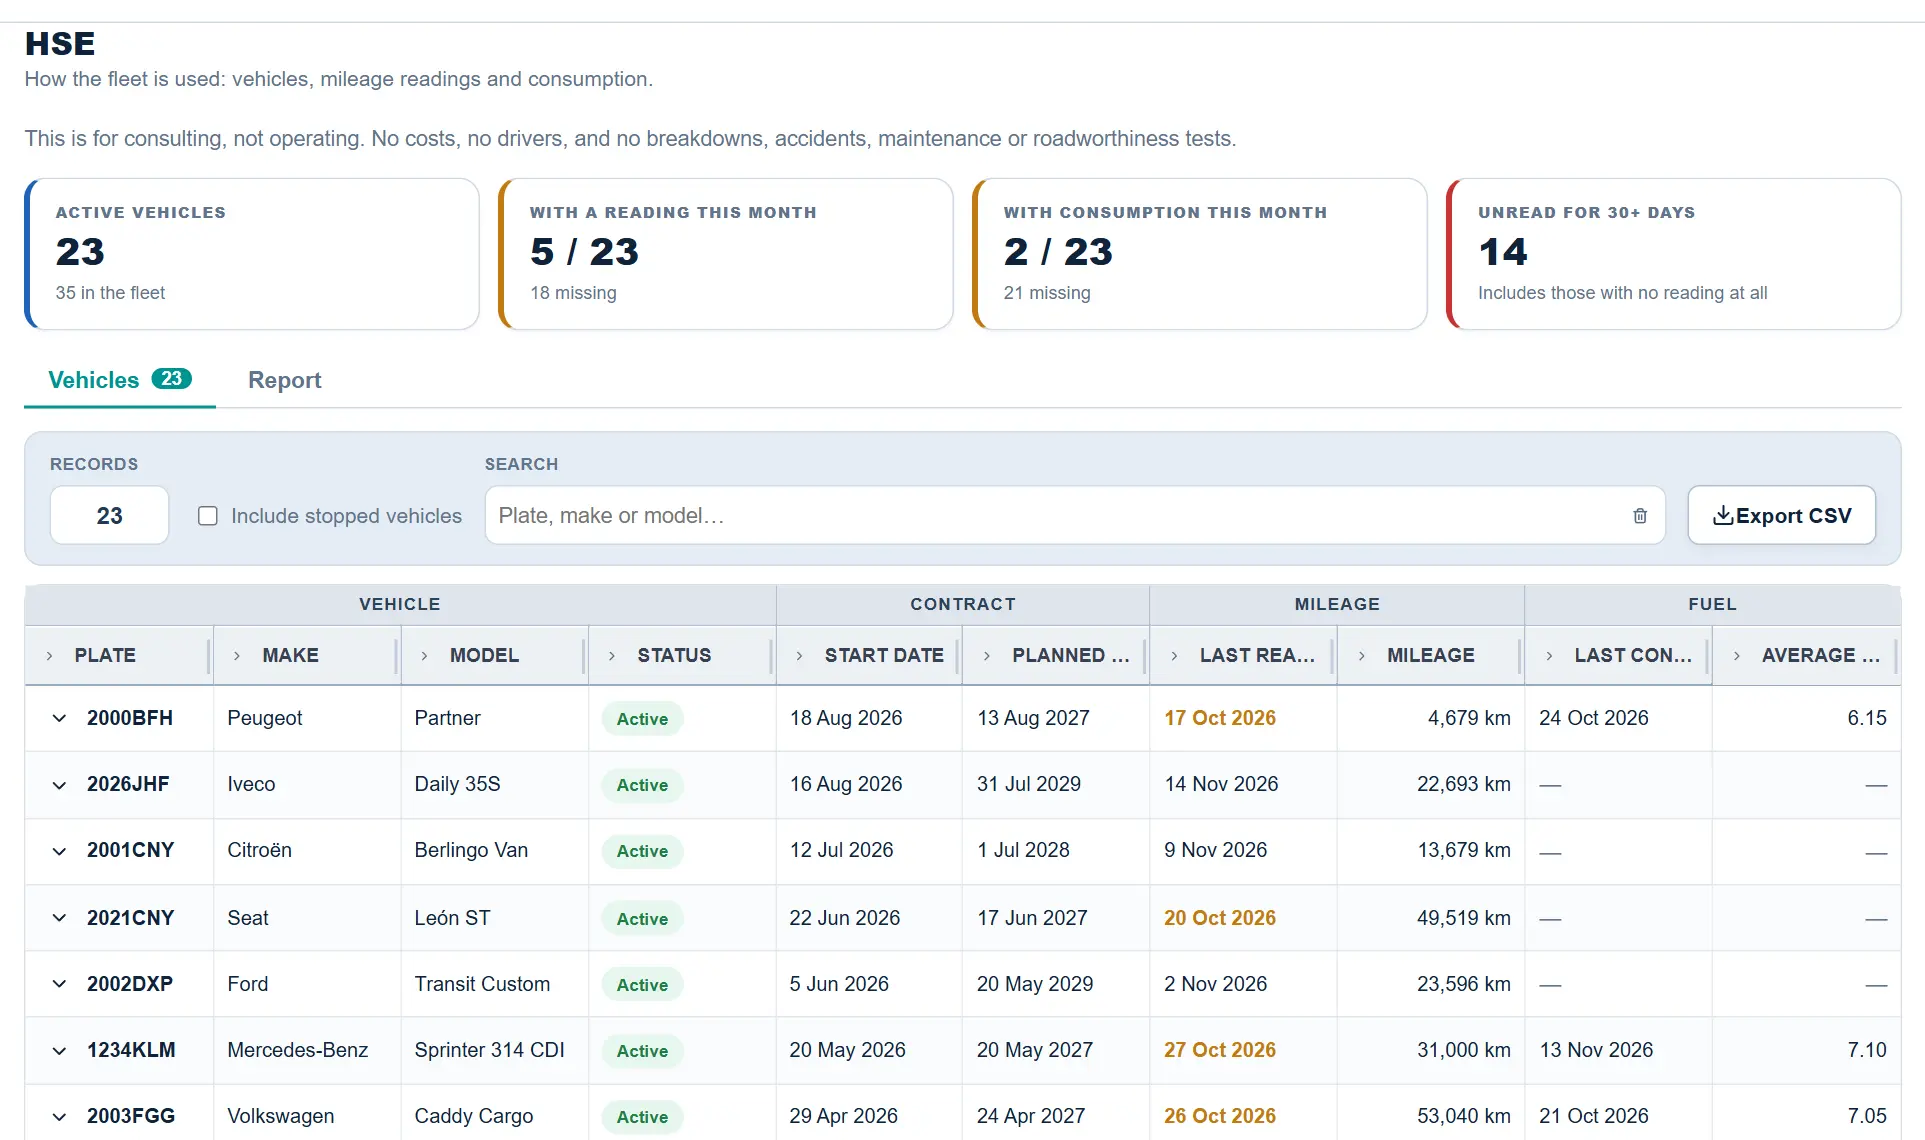 HSE
How the fleet is used: vehicles, mileage readings and consumption.
This is for consulting, not operating. No costs, no drivers, and no breakdowns, accidents, maintenance or roadworthiness tests.
ACTIVE VEHICLES
23
35 in the fleet
WITH A READING THIS MONTH
5 / 23
18 missing
WITH CONSUMPTION THIS MONTH
2 / 23
21 missing
UNREAD FOR 30+ DAYS
14
Includes those with no reading at all
Vehicles 23 Report
RECORDS SEARCH
23 Include stopped vehicles Plate, make or model… Export CSV
VEHICLE CONTRACT MILEAGE FUEL
PLATE MAKE MODEL STATUS START DATE PLANNED … LAST REA… MILEAGE LAST CON… AVERAGE …
2000BFH Peugeot Partner Active 18 Aug 2026 13 Aug 2027 17 Oct 2026 4,679 km 24 Oct 2026 6.15
2026JHF Iveco Daily 35S Active 16 Aug 2026 31 Jul 2029 14 Nov 2026 22,693 km — —
2001CNY Citroën Berlingo Van Active 12 Jul 2026 1 Jul 2028 9 Nov 2026 13,679 km — —
2021CNY Seat León ST Active 22 Jun 2026 17 Jun 2027 20 Oct 2026 49,519 km — —
2002DXP Ford Transit Custom Active 5 Jun 2026 20 May 2029 2 Nov 2026 23,596 km — —
1234KLM Mercedes-Benz Sprinter 314 CDI Active 20 May 2026 20 May 2027 27 Oct 2026 31,000 km 13 Nov 2026 7.10
2003FGG Volkswagen Caddy Cargo Active 29 Apr 2026 24 Apr 2027 26 Oct 2026 53,040 km 21 Oct 2026 7.05